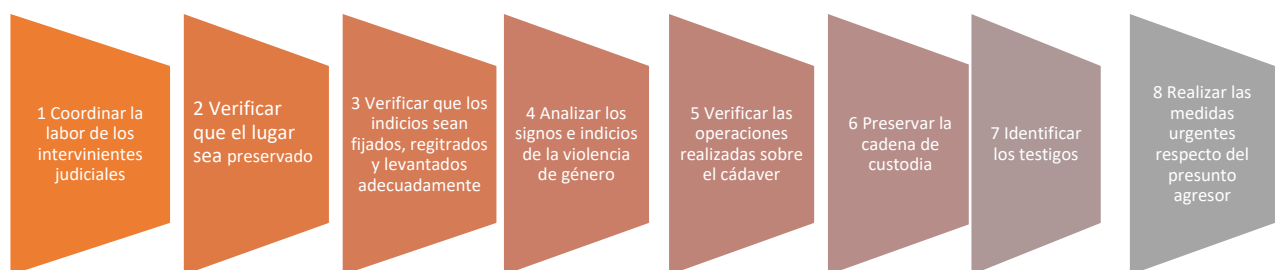 1 Coordinar la
labor de los
intervinientes
judiciales
2 Verificar
que el lugar
sea preservado
3 Verificar que los
indicios sean
fijados, regitrados
y levantados
adecuadamente
4 Analizar los
signos e indicios
de la violencia
de género
5 Verificar las
operaciones
realizadas sobre
el cádaver
6 Preservar la
cadena de
custodia
7 Identificar
los testigos
8 Realizar las
medidas
urgentes
respecto del
presunto
agresor